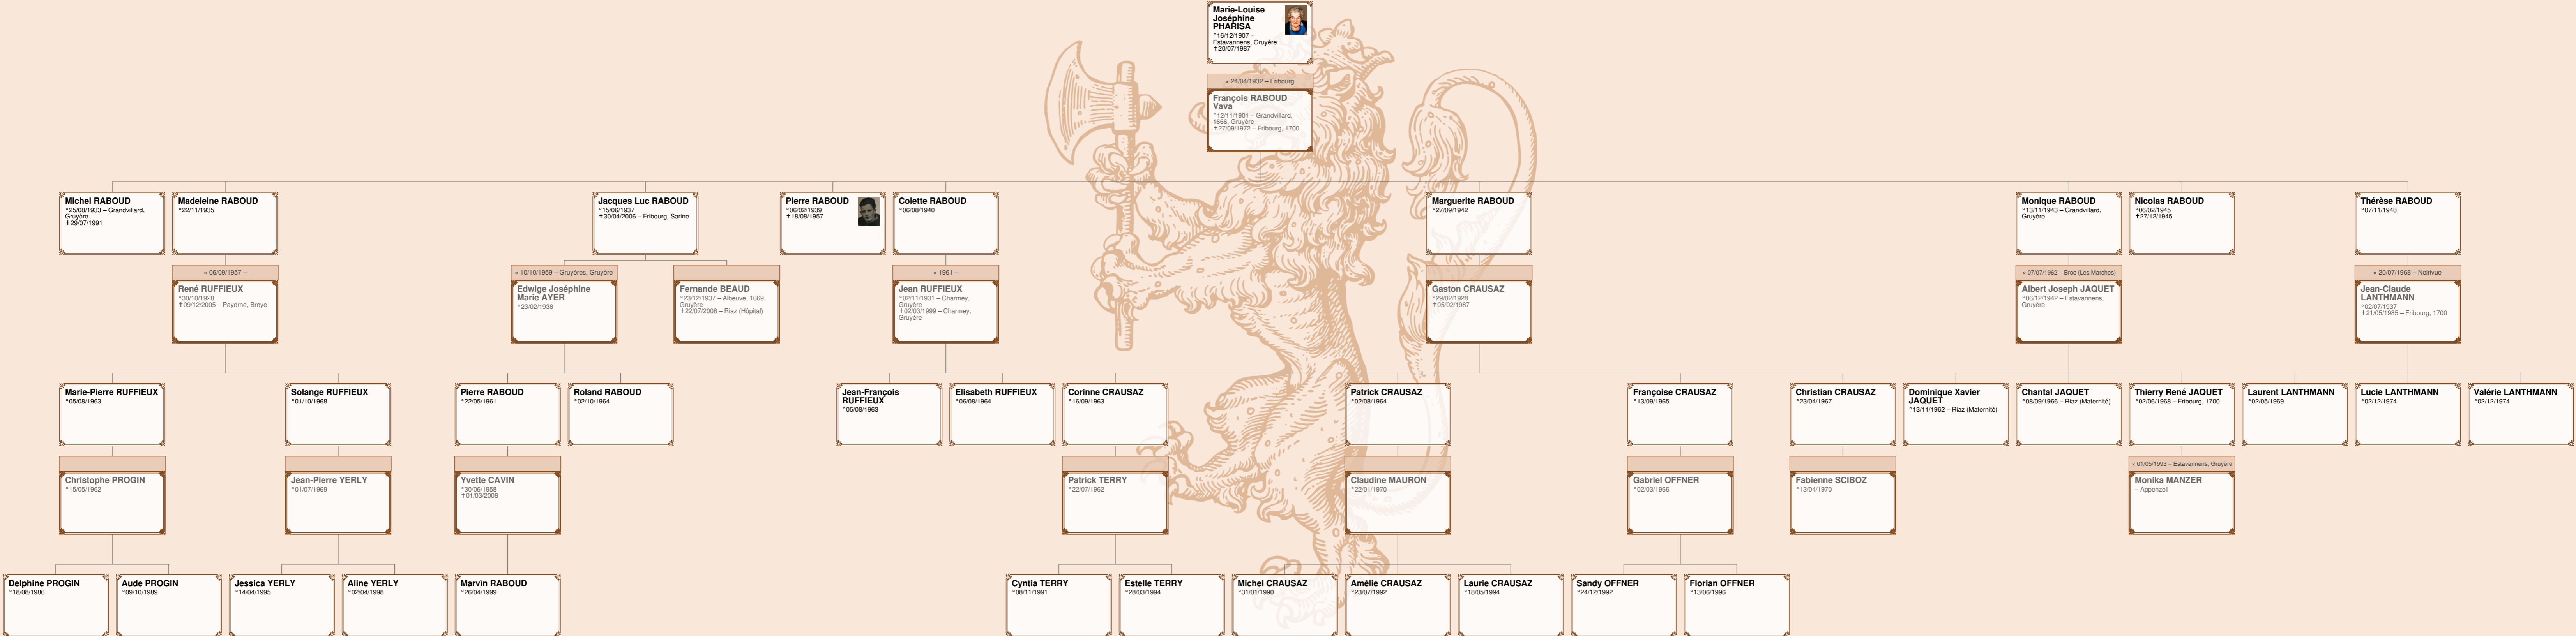 Marie-Louise
Joséphine
PHARISA
°16/12/1907 –
Estavannens, Gruyère
✝20/07/1987
× 24/04/1932 – Fribourg
François RABOUD
Vava
°12/11/1901 – Grandvillard,
1666, Gruyère
✝27/09/1972 – Fribourg, 1700
Michel RABOUD
°25/08/1933 – Grandvillard,
Gruyère
✝29/07/1991
Madeleine RABOUD
°22/11/1935
Jacques Luc RABOUD
°15/06/1937
✝30/04/2006 – Fribourg, Sarine
Pierre RABOUD
°06/02/1939
✝18/08/1957
Colette RABOUD
°06/08/1940
Marguerite RABOUD
°27/09/1942
Monique RABOUD
°13/11/1943 – Grandvillard,
Gruyère
Nicolas RABOUD
°06/02/1945
✝27/12/1945
Thérèse RABOUD
°07/11/1948
× 06/09/1957 –
René RUFFIEUX
°30/10/1928
✝09/12/2005 – Payerne, Broye
× 10/10/1959 – Gruyères, Gruyère
Edwige Joséphine
Marie AYER
°23/02/1938
Fernande BEAUD
°23/12/1937 – Albeuve, 1669,
Gruyère
✝22/07/2008 – Riaz (Hôpital)
× 1961 –
Jean RUFFIEUX
°02/11/1931 – Charmey,
Gruyère
✝02/03/1999 – Charmey,
Gruyère
Gaston CRAUSAZ
°29/02/1928
✝05/02/1987
× 07/07/1962 – Broc (Les Marches)
Albert Joseph JAQUET
°06/12/1942 – Estavannens,
Gruyère
× 20/07/1968 – Neirivue
Jean-Claude
LANTHMANN
°02/07/1937
✝21/05/1985 – Fribourg, 1700
Marie-Pierre RUFFIEUX
°05/08/1963
Solange RUFFIEUX
°01/10/1968
Pierre RABOUD
°22/05/1961
Roland RABOUD
°02/10/1964
Jean-François
RUFFIEUX
°05/08/1963
Elisabeth RUFFIEUX
°06/08/1964
Corinne CRAUSAZ
°16/09/1963
Patrick CRAUSAZ
°02/08/1964
Françoise CRAUSAZ
°13/09/1965
Christian CRAUSAZ
°23/04/1967
Dominique Xavier
JAQUET
°13/11/1962 – Riaz (Maternité)
Chantal JAQUET
°08/09/1966 – Riaz (Maternité)
Thierry René JAQUET
°02/06/1968 – Fribourg, 1700
Laurent LANTHMANN
°02/05/1969
Lucie LANTHMANN
°02/12/1974
Valérie LANTHMANN
°02/12/1974
Christophe PROGIN
°15/05/1962
Jean-Pierre YERLY
°01/07/1969
Yvette CAVIN
°30/06/1958
✝01/03/2008
Patrick TERRY
°22/07/1962
Claudine MAURON
°22/01/1970
Gabriel OFFNER
°02/03/1966
Fabienne SCIBOZ
°13/04/1970
× 01/05/1993 – Estavannens, Gruyère
Monika MANZER
– Appenzell
Delphine PROGIN
°18/08/1986
Aude PROGIN
°09/10/1989
Jessica YERLY
°14/04/1995
Aline YERLY
°02/04/1998
Marvin RABOUD
°26/04/1999
Cyntia TERRY
°08/11/1991
Estelle TERRY
°28/03/1994
Michel CRAUSAZ
°31/01/1990
Amélie CRAUSAZ
°23/07/1992
Laurie CRAUSAZ
°18/05/1994
Sandy OFFNER
°24/12/1992
Florian OFFNER
°13/06/1996